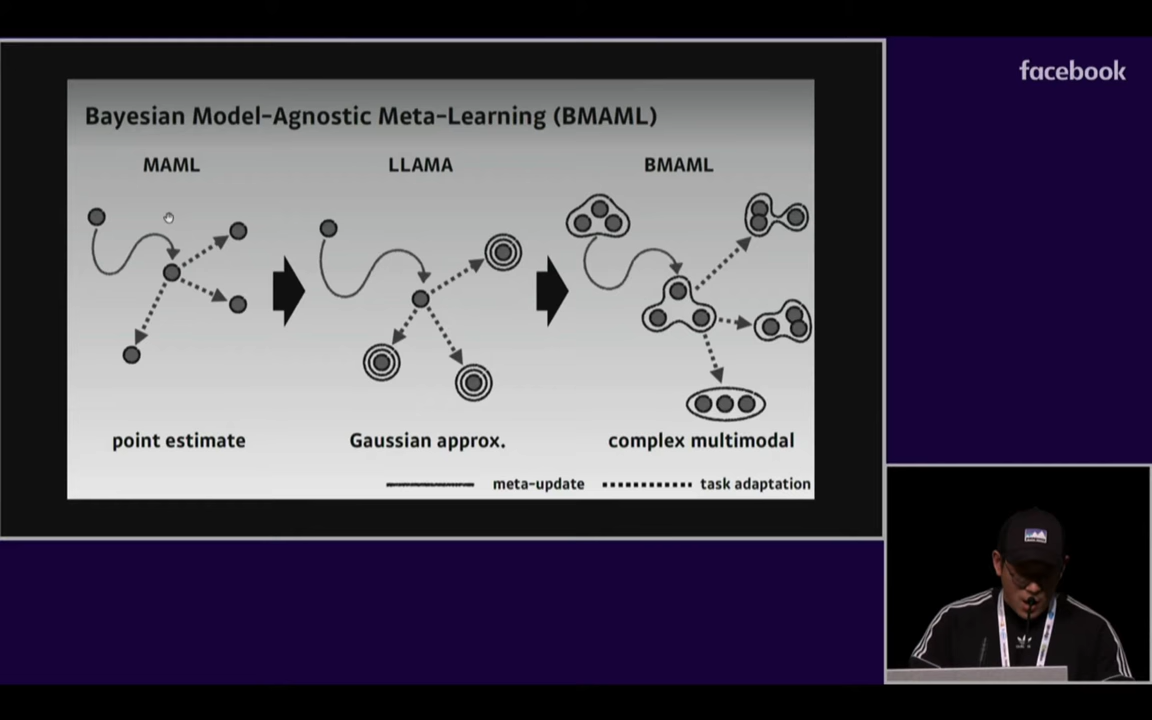 facebook
Bayesian Model-Agnostic Meta-Learning (BMAML)
MAML
LLAMA
BMAML
point estimate
Gaussian approx.
complex multimodal
meta-update
task adaptation